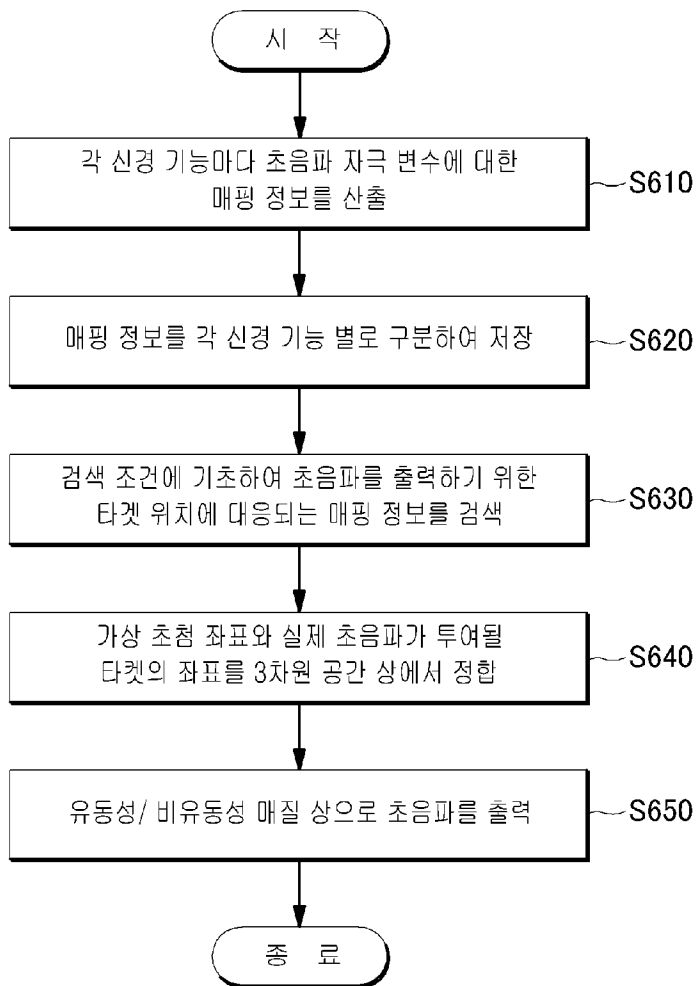 시 작
각 신경 기능마다 초음파 자극 변수에 대한
매핑 정보를 산출
S610
매핑 정보를 각 신경 기능 별로 구분하여 저장
S620
검색 조건에 기초하여 초음파를 출력하기 위한
타겟 위치에 대응되는 매핑 정보를 검색
S630
가상 초첨 좌표와 실제 초음파가 투여될
타켓의 좌표를 3차원 공간 상에서 정합
S640
유동성/ 비유동성 매질 상으로 초음파를 출력
S650
종 료